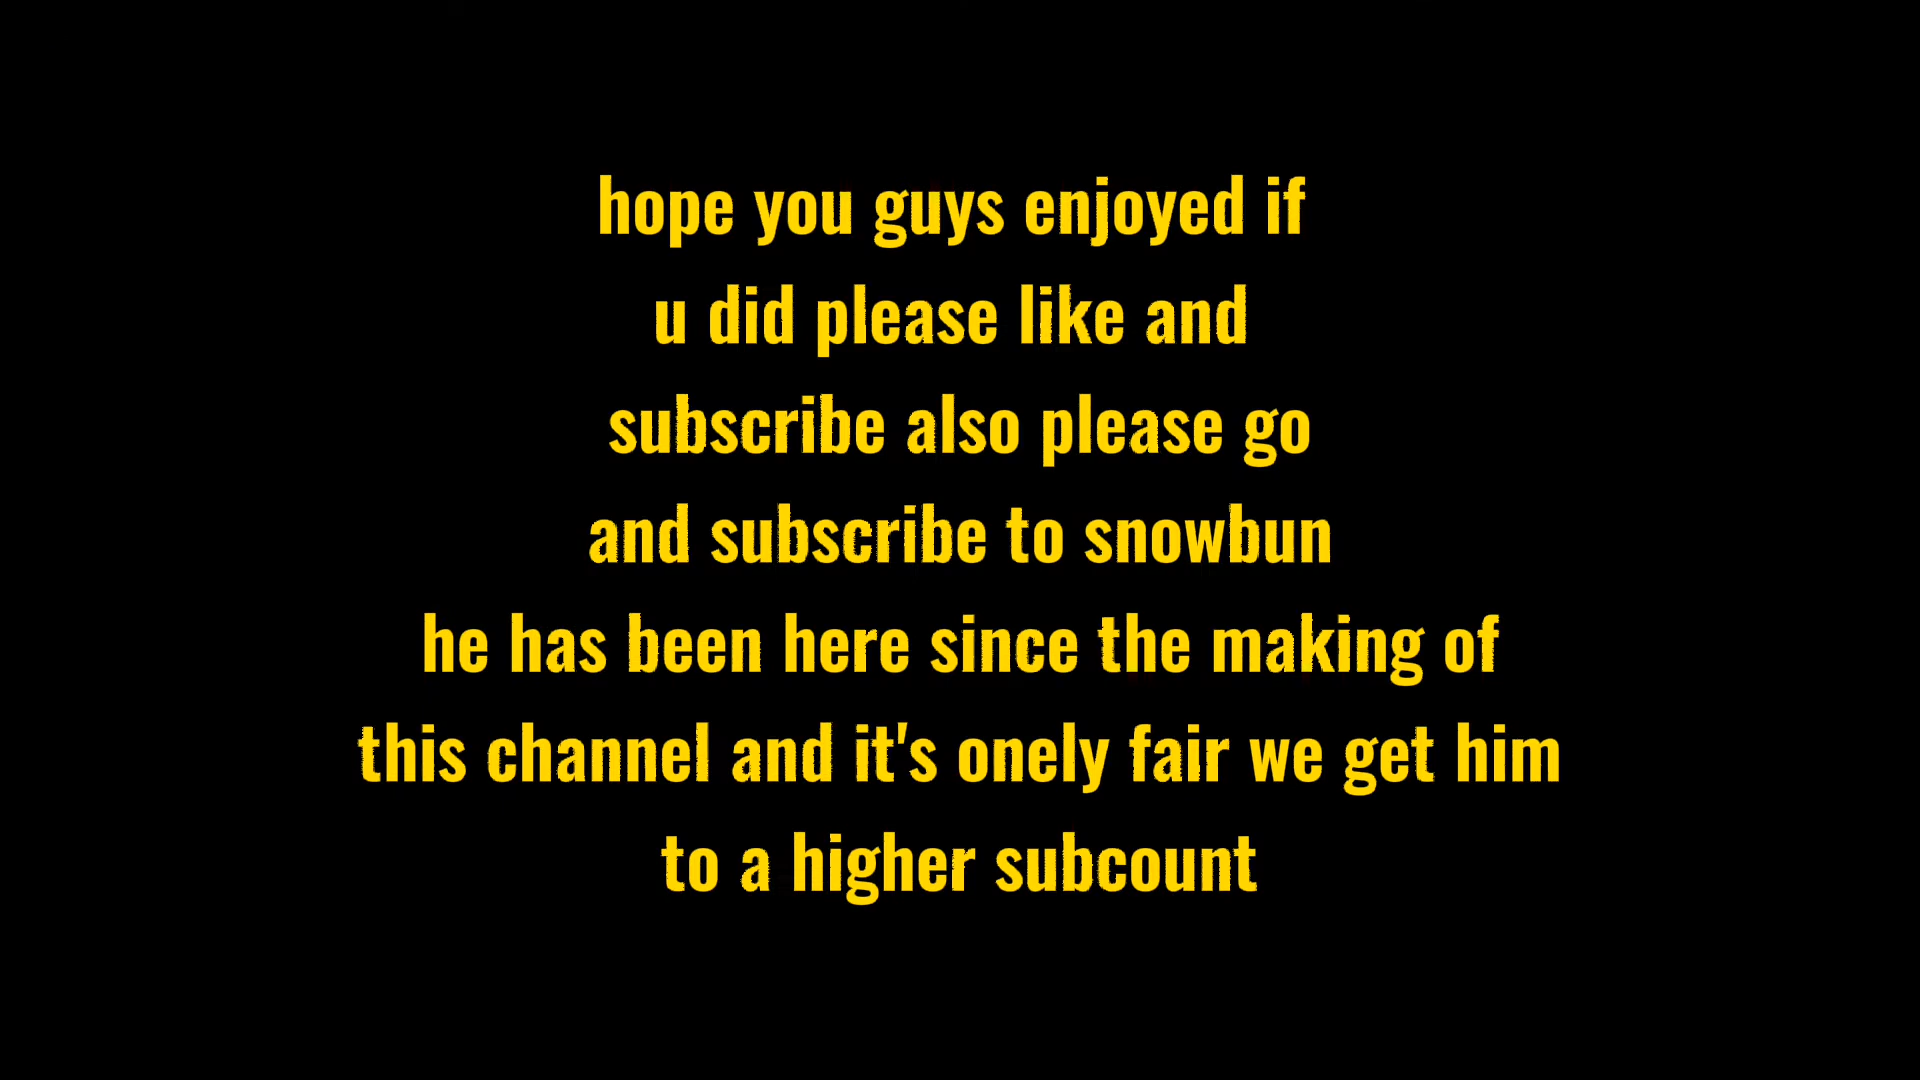 hope you guys enjoyed if
u did please like and
subscribe also please go
and subscribe to snowbun
he has been here since the making of
this channel and it's onely fair we get him
to a higher subcount